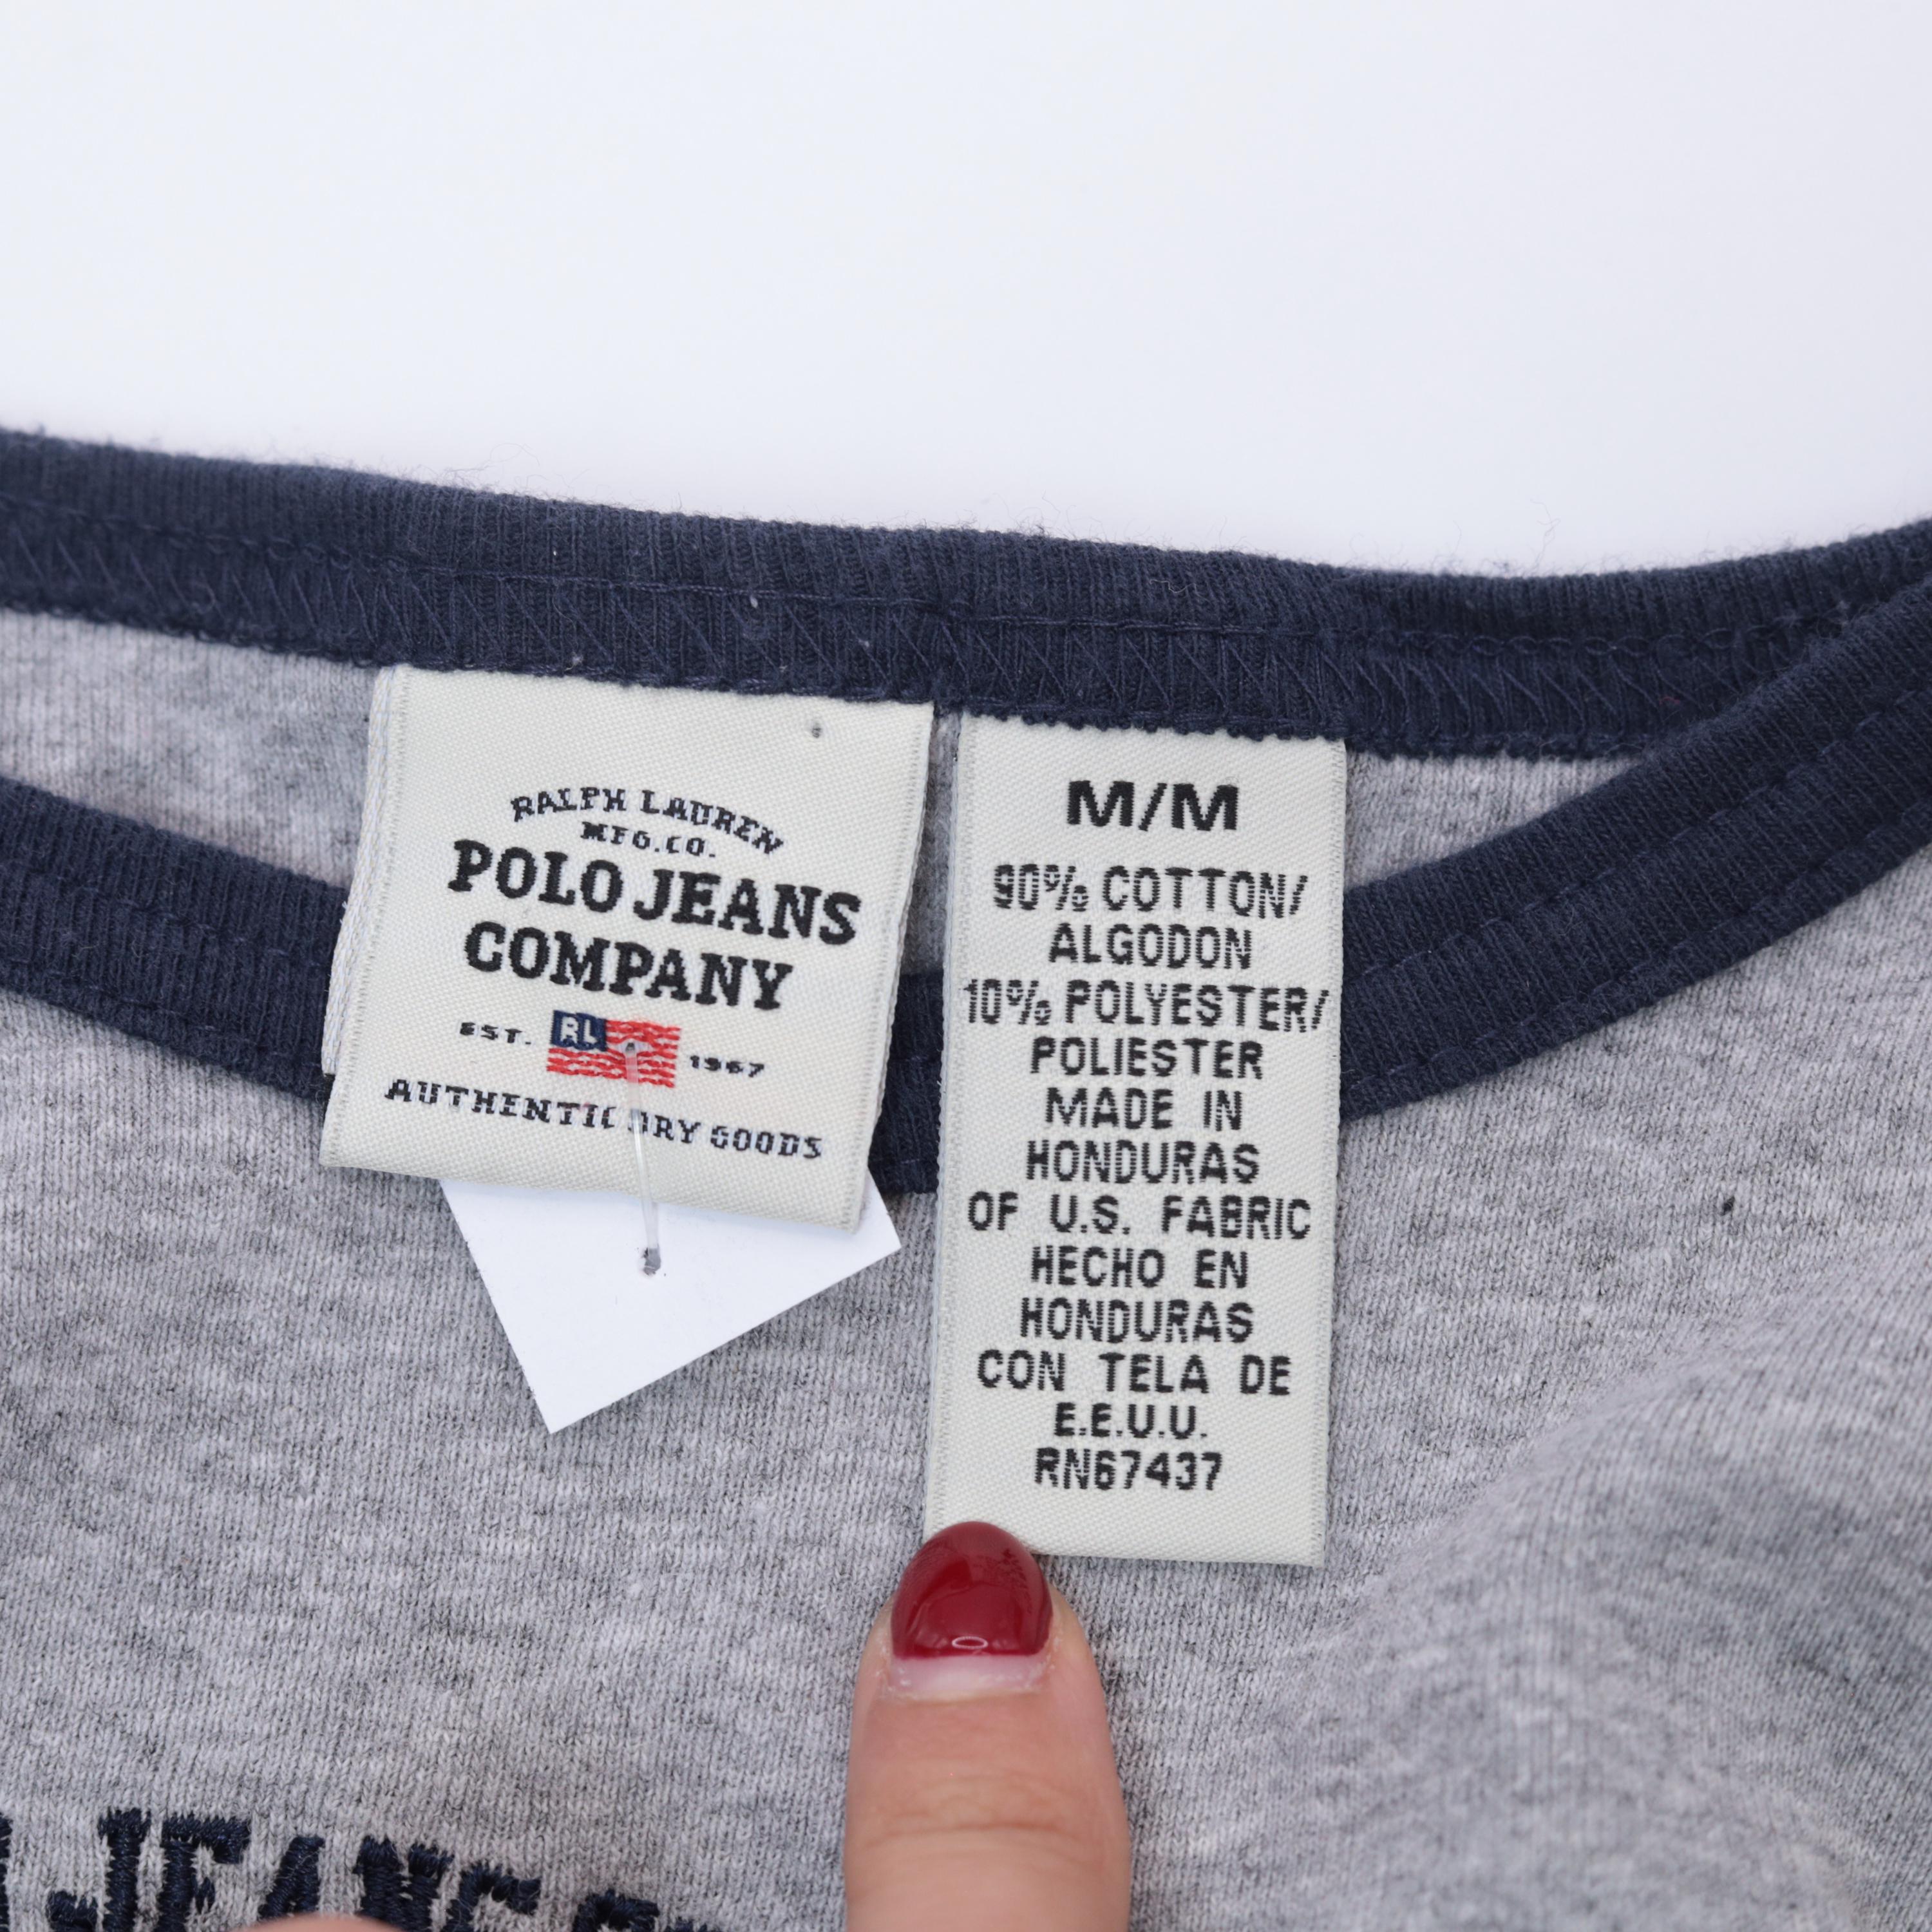 RALPH LAUREN
MFG.CO.
POLO JEANS
COMPANY
EST. RL 1967
AUTHENTIC DRY GOODS
M/M
90% COTTON/
ALGODON
10% POLYESTER/
POLIESTER
MADE IN
HONDURAS
OF U.S. FABRIC
HECHO EN
HONDURAS
CON TELA DE
E.E.U.U.
RN67437
JEANS